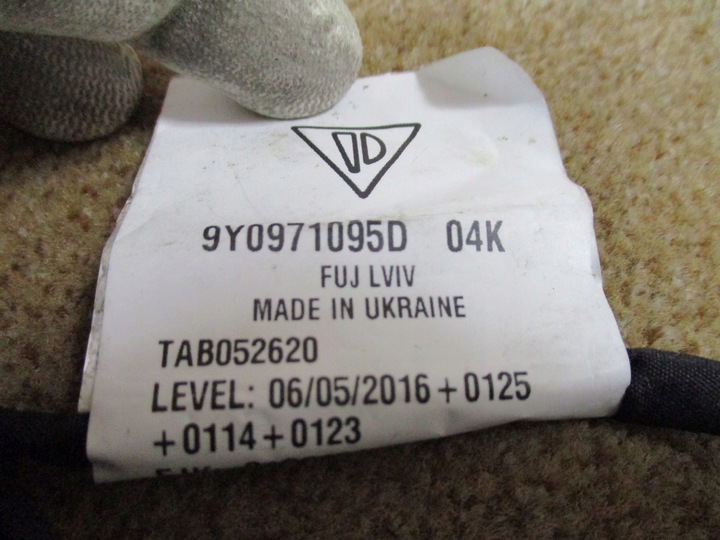 9Y0971095D 04K
FUJ LVIV
MADE IN UKRAINE
TAB052620
LEVEL: 06/05/2016+0125
+0114+0123